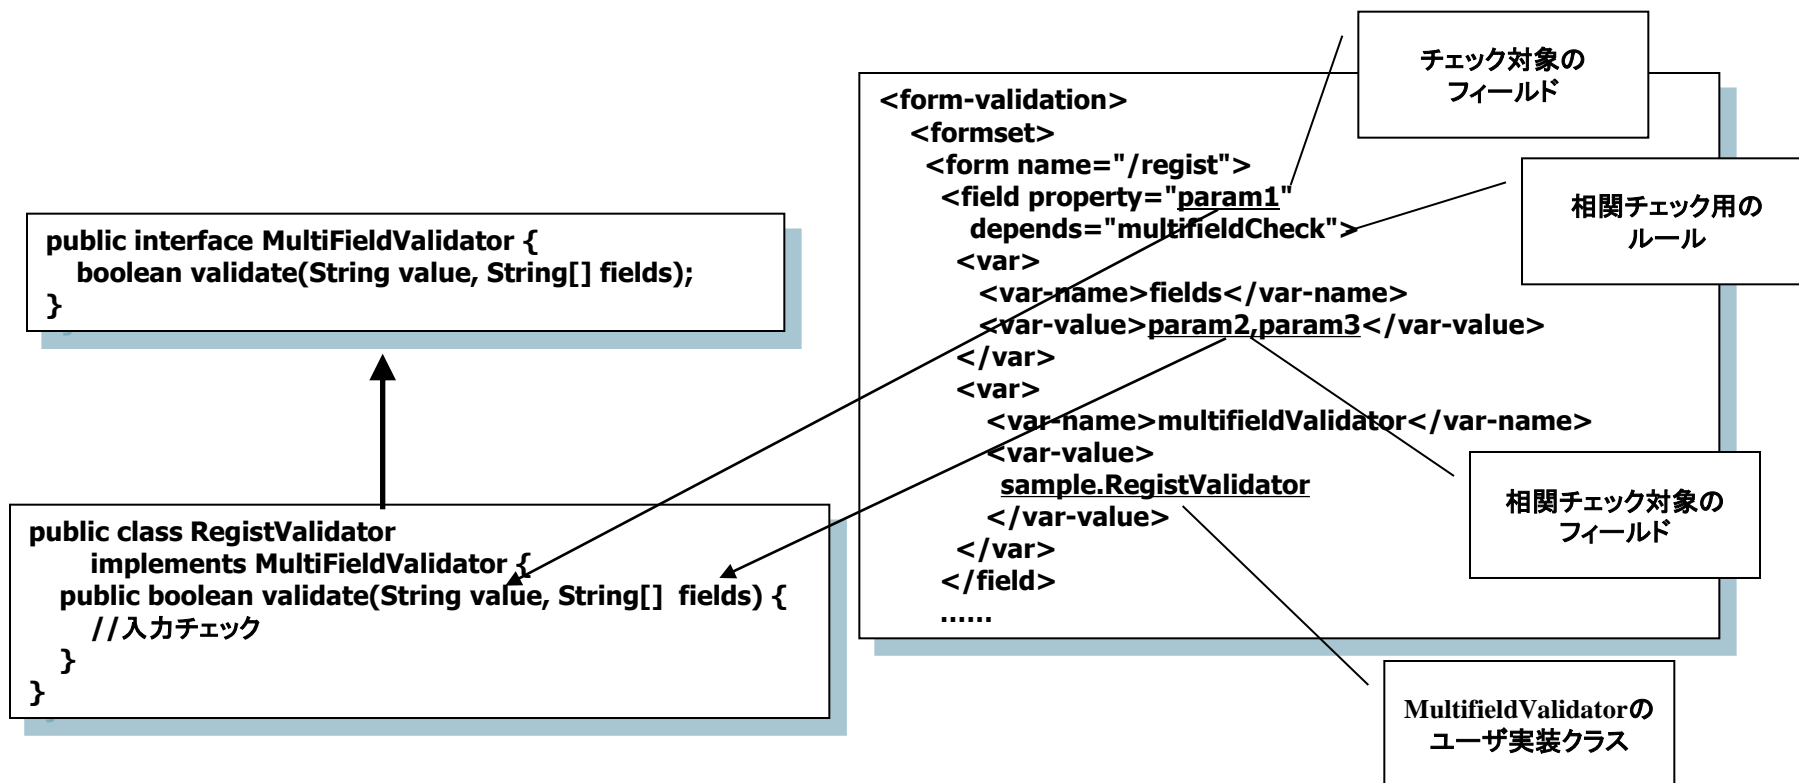 チェック対象の
フィールド
<form-validation>
<formset>
<form name="/regist">
<field property="param1"
depends="multifieldCheck">
<var>
<var-name>fields</var-name>
<var-value>param2,param3</var-value>
</var>
<var>
<var-name>multifieldValidator</var-name>
<var-value>
sample.RegistValidator
</var-value>
</var>
</field>
......
相関チェック用の
ルール
public interface MultiFieldValidator {
boolean validate(String value, String[] fields);
}
相関チェック対象の
フィールド
public class RegistValidator
implements MultiFieldValidator {
public boolean validate(String value, String[] fields) {
//入力チェック
}
}
MultifieldValidatorの
ユーザ実装クラス